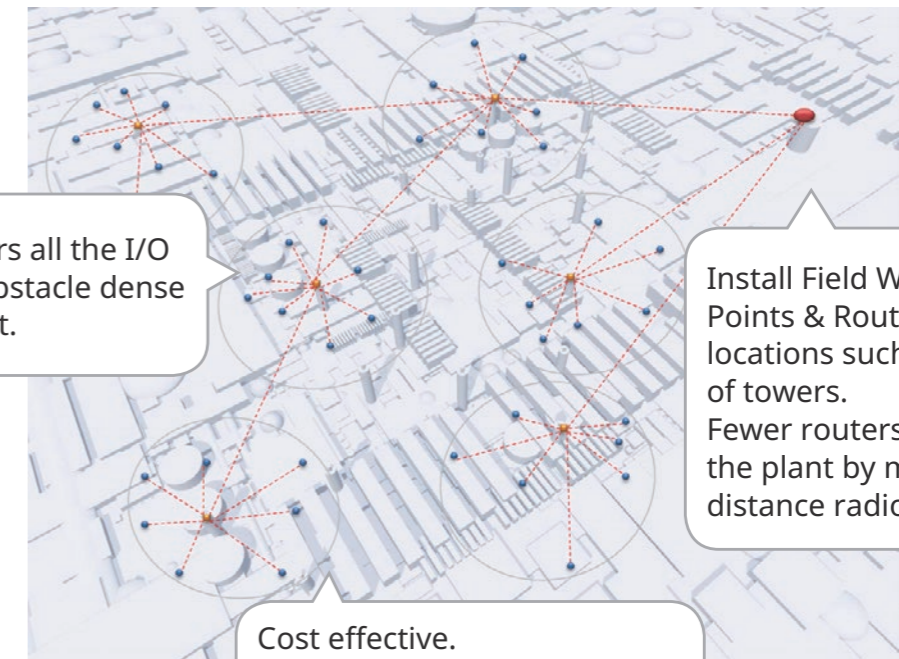 rs all the I/O
bstacle dense
t.
Install Field W
Points & Rout
locations such
of towers.
Fewer routers
the plant by m
distance radio
Cost effective.